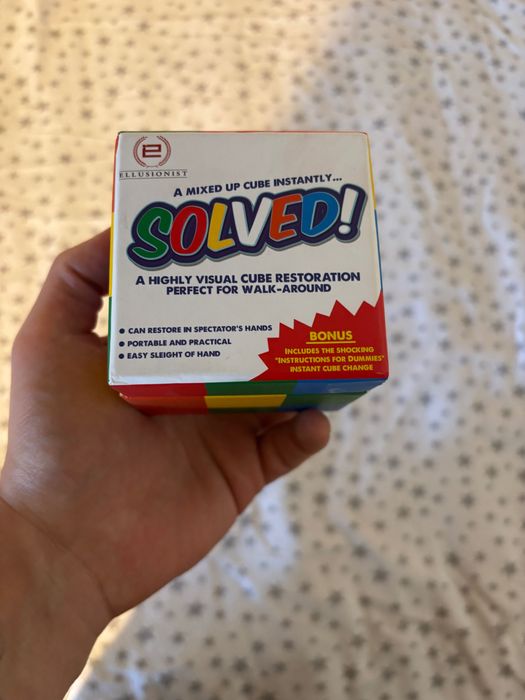 e
ELLUSIONIST
A MIXED UP CUBE INSTANTLY...
SOLVED!
A HIGHLY VISUAL CUBE RESTORATION
PERFECT FOR WALK-AROUND
• CAN RESTORE IN SPECTATOR'S HANDS
• PORTABLE AND PRACTICAL
• EASY SLEIGHT OF HAND
BONUS
INCLUDES THE SHOCKING
"INSTRUCTIONS FOR DUMMIES"
INSTANT CUBE CHANGE